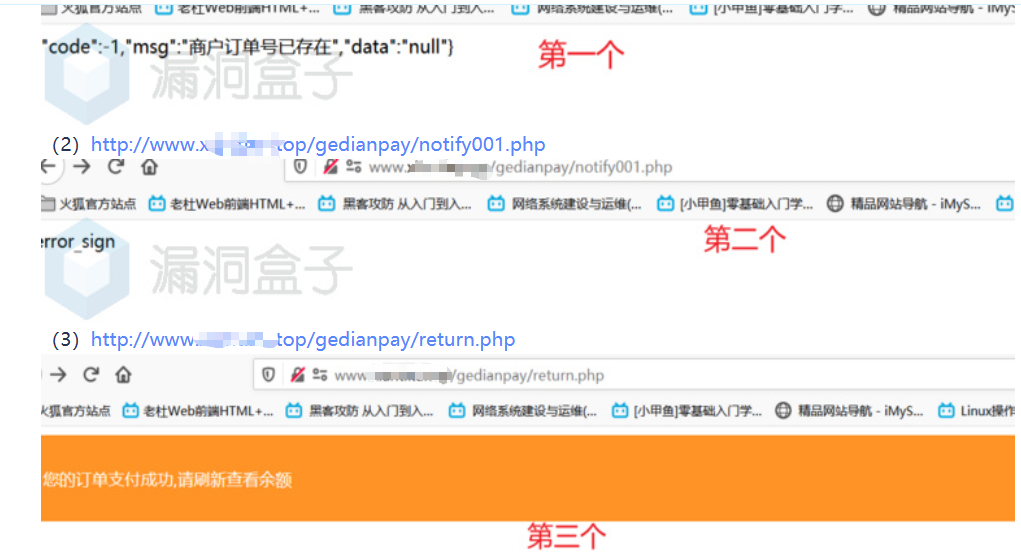 火狐官方站点 老杜Web前端HTML+... 黑客攻防 从入门到入... 网络系统建设与运维(... [小甲鱼]零基础入门学... 精品网站导航 - iMyS
"code":-1,"msg":"商户订单号已存在","data":"null"}
第一个
漏洞盒子
(2) http://www.x top/gedianpay/notify001.php
www. /gedianpay/notify001.php
火狐官方站点 老杜Web前端HTML+... 黑客攻防 从入门到入... 网络系统建设与运维(... [小甲鱼]零基础入门学... 精品网站导航 - iMyS...
第二个
error_sign
漏洞盒子
(3) http://www. top/gedianpay/return.php
www /gedianpay/return.php
火狐官方站点 老杜Web前端HTML+... 黑客攻防 从入门到入... 网络系统建设与运维(... [小甲鱼]零基础入门学... 精品网站导航 - iMyS... Linux操作
您的订单支付成功,请刷新查看余额
第三个